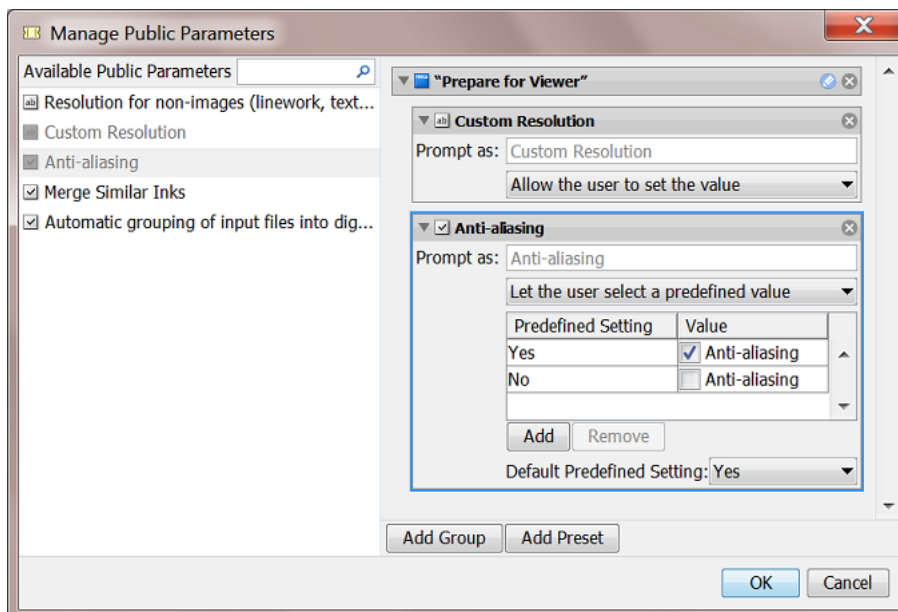 Manage Public Parameters
Available Public Parameters
Resolution for non-images (linework, text...
Custom Resolution
Anti-aliasing
Merge Similar Inks
Automatic grouping of input files into dig...
"Prepare for Viewer"
Custom Resolution
Prompt as: Custom Resolution
Allow the user to set the value
Anti-aliasing
Prompt as: Anti-aliasing
Let the user select a predefined value
Predefined Setting Value
Yes Anti-aliasing
No Anti-aliasing
Add Remove
Default Predefined Setting: Yes
Add Group Add Preset
OK Cancel